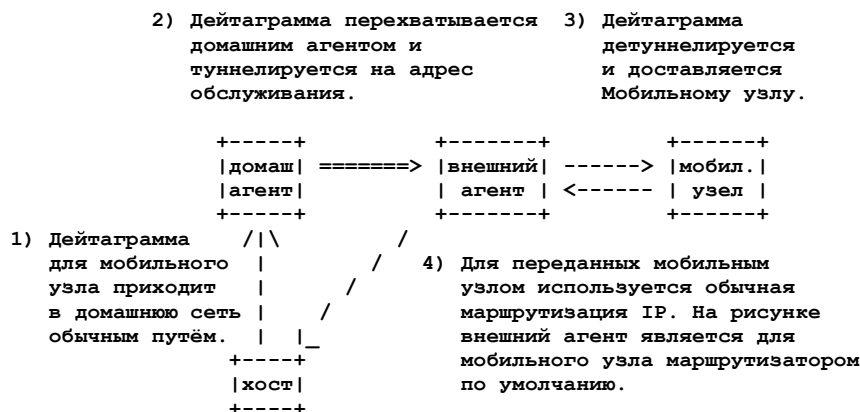 2) Дейтаграмма перехватывается
домашним агентом и
туннелируется на адрес
обслуживания.
3) Дейтаграмма
детуннелируется
и доставляется
Мобильному узлу.
домаш
агент
внешний
агент
мобил.
узел
1) Дейтаграмма
для мобильного
узла приходит
в домашнюю сеть
обычным путём.
4) Для переданных мобильным
узлом используется обычная
маршрутизация IP. На рисунке
внешний агент является для
мобильного узла маршрутизатором
по умолчанию.
хост